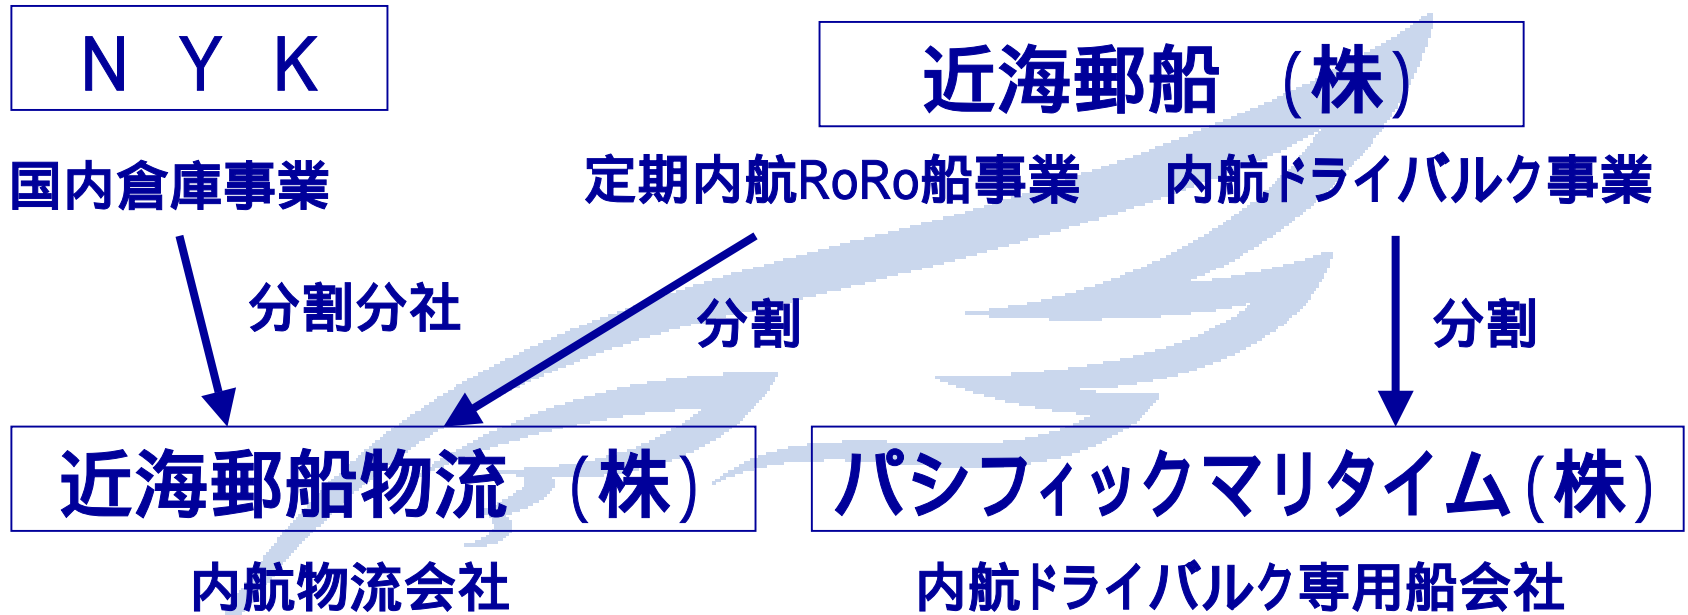 ＮＹＫ
近海郵船 （株）
国内倉庫事業
定期内航RoRo船事業
内航ドライバルク事業
分割分社
分割
分割
近海郵船物流 （株）
パシフィックマリタイム（株）
内航物流会社
内航ドライバルク専用船会社